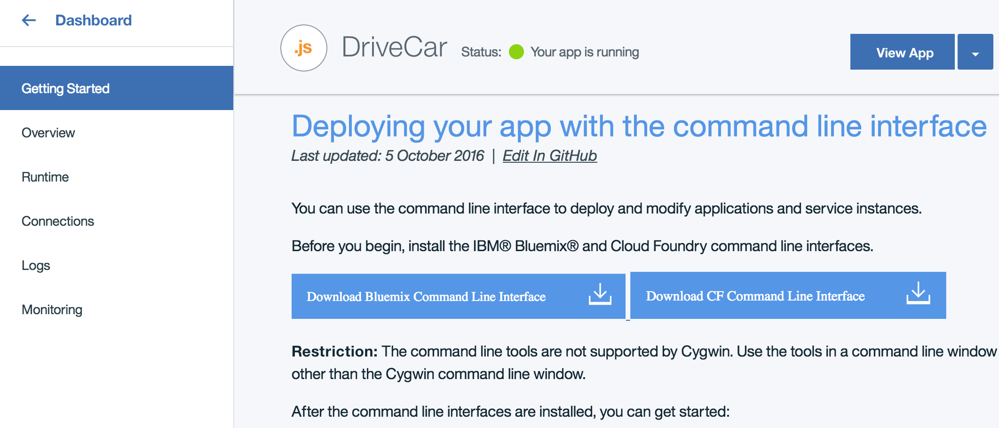 Dashboard
Getting Started
Overview
Runtime
Connections
Logs
Monitoring
.js
DriveCar
Status: Your app is running
View App
Deploying your app with the command line interface
Last updated: 5 October 2016 | Edit In GitHub
You can use the command line interface to deploy and modify applications and service instances.
Before you begin, install the IBM® Bluemix® and Cloud Foundry command line interfaces.
Download Bluemix Command Line Interface
Download CF Command Line Interface
Restriction: The command line tools are not supported by Cygwin. Use the tools in a command line window
other than the Cygwin command line window.
After the command line interfaces are installed, you can get started: